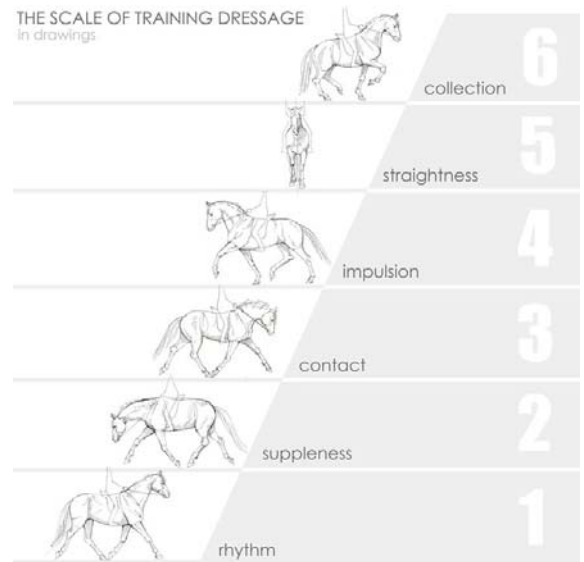 THE SCALE OF TRAINING DRESSAGE
in drawings
6
collection
5
straightness
4
impulsion
3
contact
2
suppleness
1
rhythm